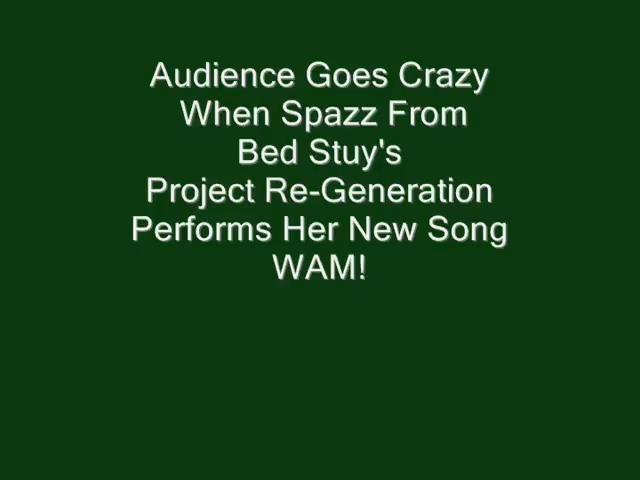 Audience Goes Crazy
When Spazz From
Bed Stuy's
Project Re-Generation
Performs Her New Song
WAM!